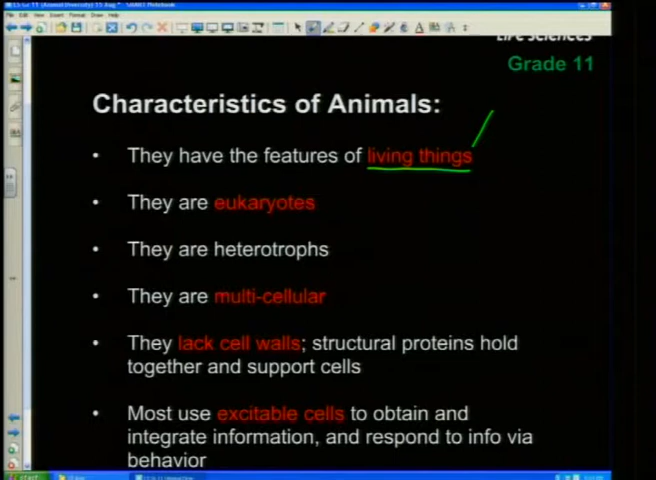 Life Sciences
Grade 11
Characteristics of Animals:
• They have the features of living things
• They are eukaryotes
• They are heterotrophs
• They are multi-cellular
• They lack cell walls; structural proteins hold
together and support cells
• Most use excitable cells to obtain and
integrate information, and respond to info via
behavior